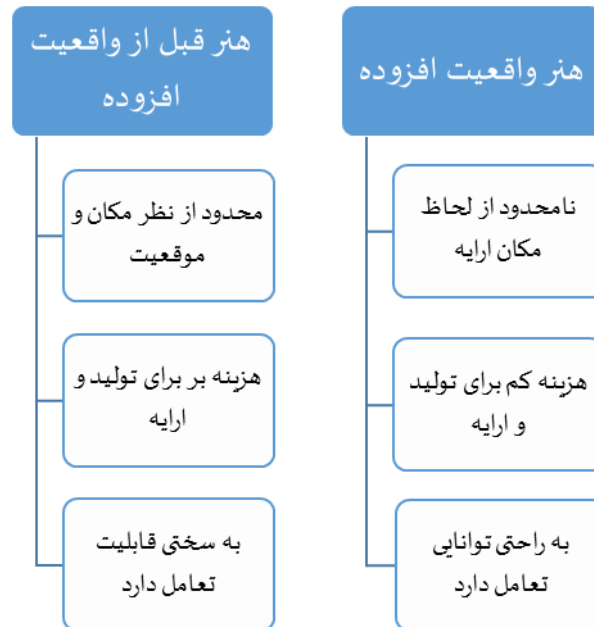 هنر واقعیت افزوده
نامحدود از لحاظ
مکان ارایه
هزینه کم برای تولید
و ارایه
به راحتی توانایی
تعامل دارد
هنر قبل از واقعیت
افزوده
محدود از نظر مکان و
موقعیت
هزینه بر برای تولید و
ارایه
به سختی قابلیت
تعامل دارد